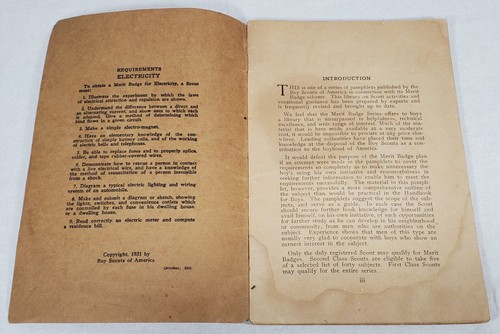 REQUIREMENTS
ELECTRICITY
To obtain a Merit Badge for Electricity, a Scout
must:
1. Illustrate the experiment by which the laws
of electrical attraction and repulsion are shown.
2. Understand the difference between a direct and
an alternating current, and show uses to which each
is adapted. Give a method of determining which
kind flows in a given circuit.
3. Make a simple electro-magnet.
4. Have an elementary knowledge of the construction
of simple battery cells, and of the working
of electric bells and telephones.
5. Be able to replace fuses and to properly splice,
solder, and tape rubber-covered wires.
6. Demonstrate how to rescue a person in contact
with a live electrical wire, and have a knowledge of
the method of resuscitation of a person insensible
from a shock.
7. Diagram a typical electric lighting and wiring
system of an automobile.
8. Make and submit a diagram or sketch, showing
the lights, switches, and convenience outlets which
are controlled by each fuse in his dwelling house
or a dwelling house.
9. Read correctly an electric meter and compute
a residence bill.
Copyright, 1931 by
Boy Scouts of America
INTRODUCTION
THIS is one of a series of pamphlets published by the
Boy Scouts of America in connection with its Merit
Badge scheme. This library on Scout activities and
vocational guidance has been prepared by experts and
is frequently revised and brought up to date.
We feel that the Merit Badge Series offers to boys
a library that is unsurpassed for helpfulness, technical
excellence, and wide range of interest. Much of the material
that is here made available at a very moderate
cost, it would be impossible to procure at any price elsewhere.
Leading authorities have placed their time and
knowledge at the disposal of the Boy Scouts as a contribution
to the boyhood of America.
It would defeat the purpose of the Merit Badge plan
if an attempt were made in the pamphlets to cover the
requirements so completely as to make unnecessary the
boy's using his own initiative and resourcefulness in
seeking further information to enable him to meet the
requirements successfully. The material in this pamphlet,
however, provides a more comprehensive outline of
the subject than would be practical in the Handbook
for Boys. The pamphlets suggest the scope of the subjects,
and serve as a guide. In each case the Scout
should secure further book knowledge for himself and
avail himself, on his own initiative, of such opportunities
for further study as he can develop in his neighborhood
or community, from men who are authorities on the
subject. Experience shows that men of this type are
usually very glad to cooperate with boys who show an
earnest interest in the subject.
Only the duly registered Scout may qualify for Merit
Badges. Second Class Scouts are eligible to take five
of a selected list of forty subjects. First Class Scouts
may qualify for the entire series.
iii